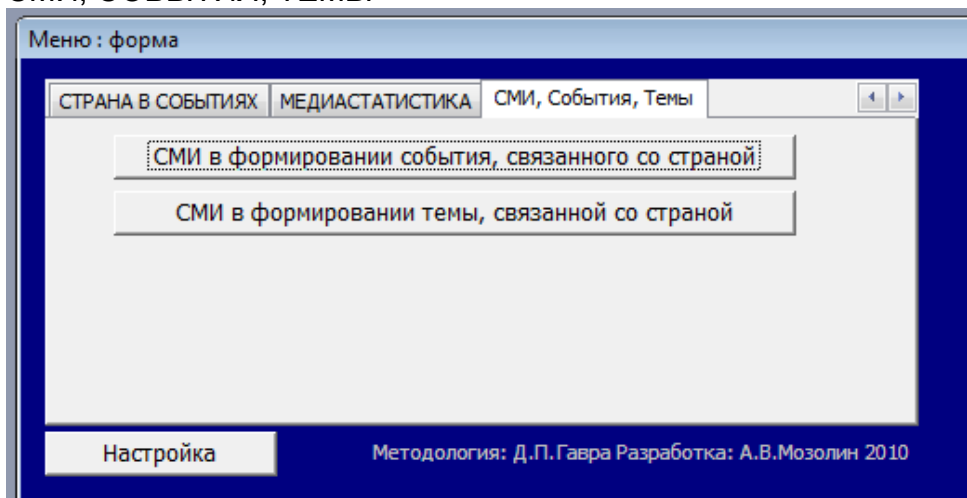 СМИ, СОБЫТИЯ, ТЕМЫ
Меню : форма
СТРАНА В СОБЫТИЯХ МЕДИАСТАТИСТИКА СМИ, События, Темы
СМИ в формировании события, связанного со страной
СМИ в формировании темы, связанной со страной
Настройка Методология: Д.П.Гавра Разработка: А.В.Мозолин 2010